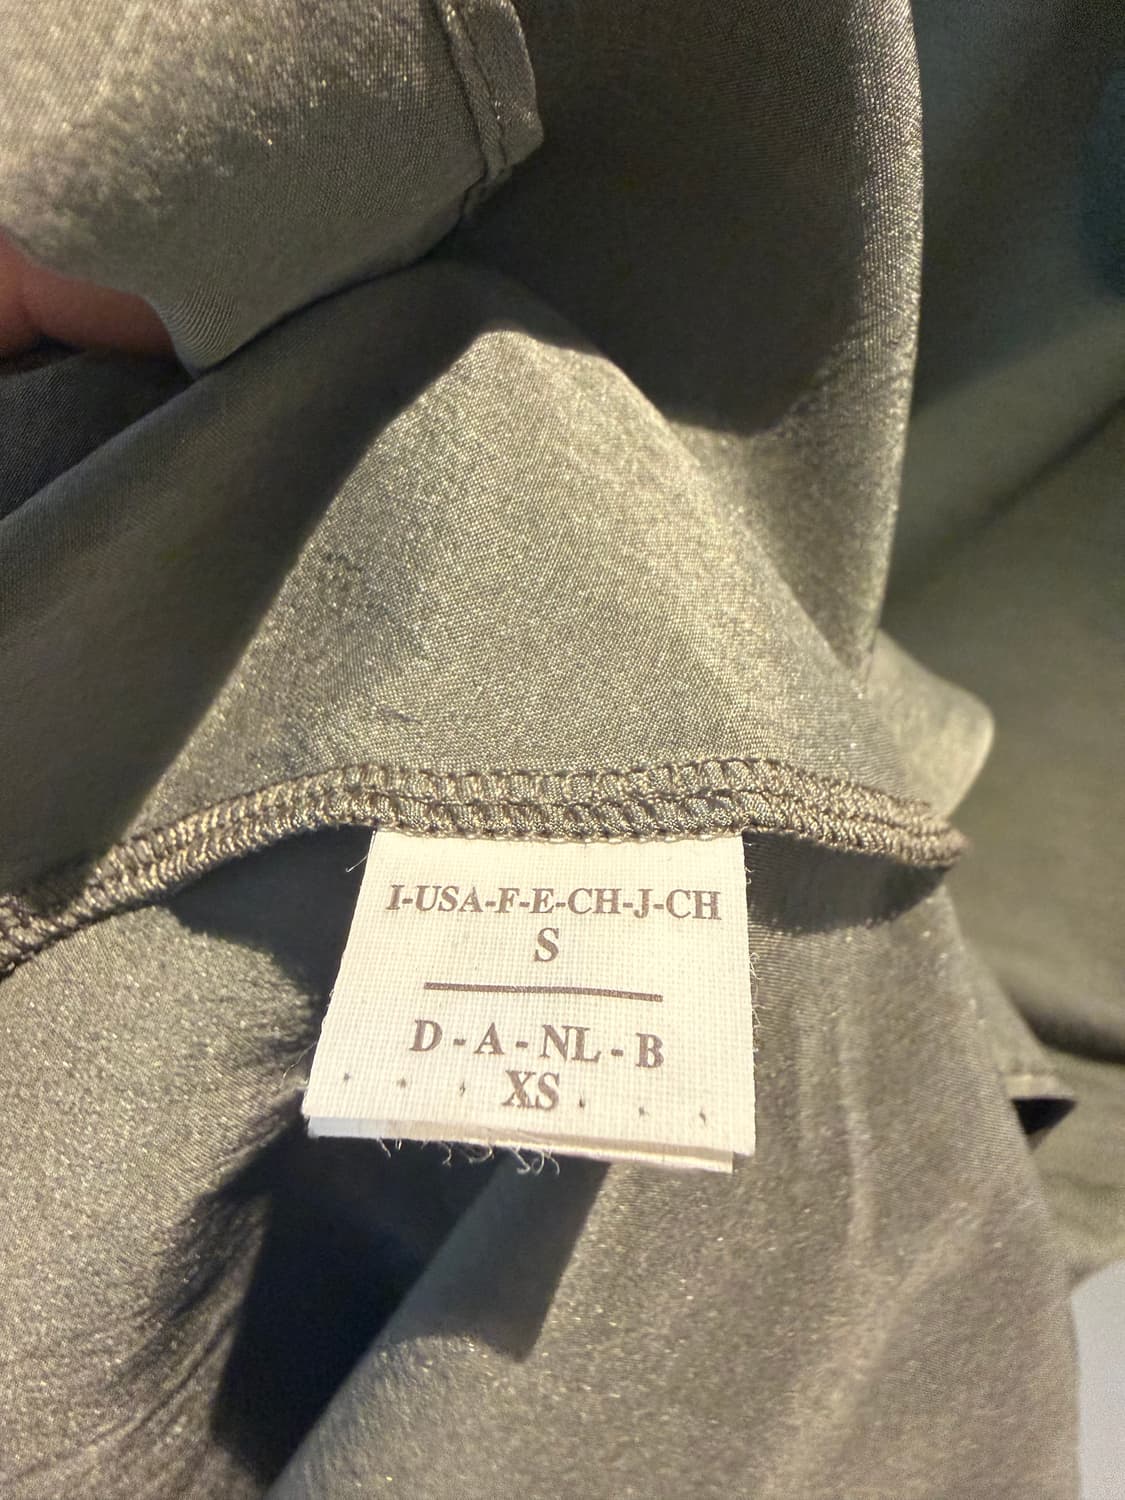 I-USA-F-E-CH-J-CH
S
D - A - NL - B
XS